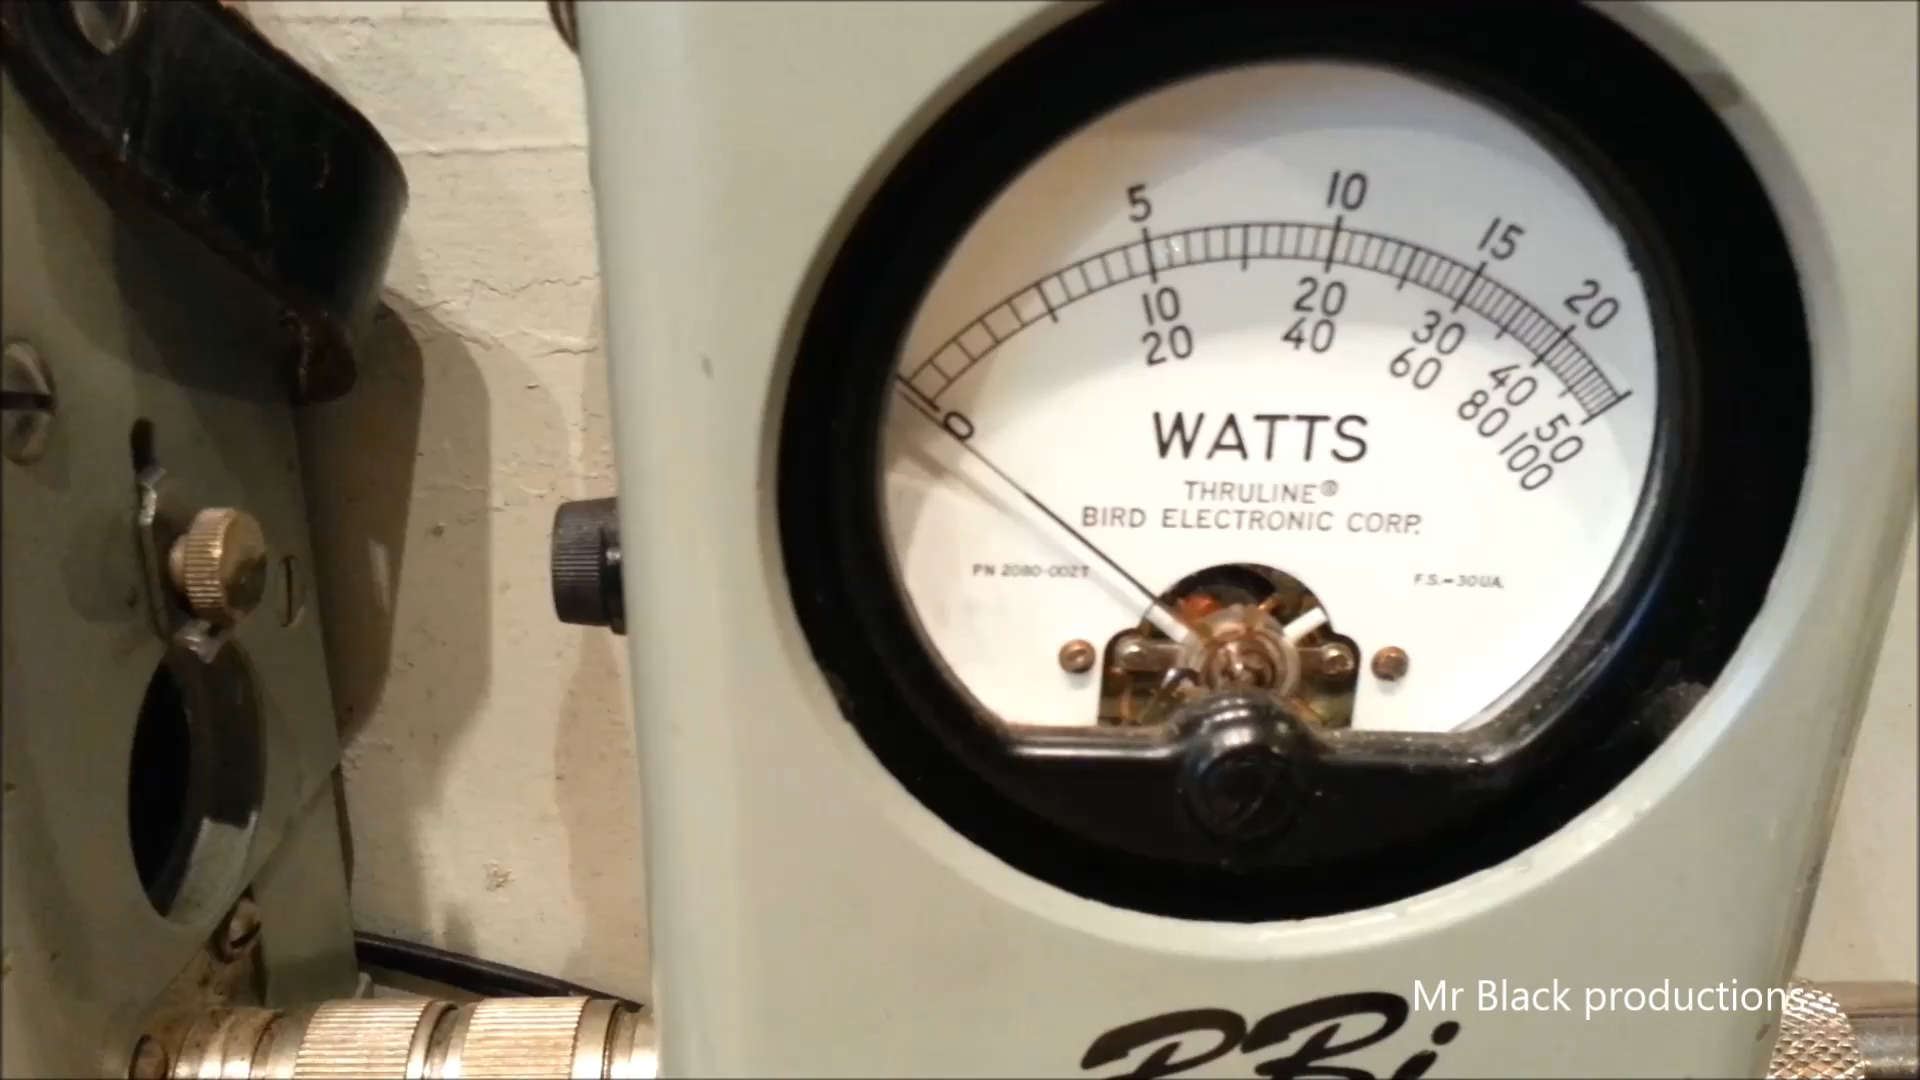 5 10 15 20
0 10 20 30 40 50
20 40 60 80 100
WATTS
THRULINE®
BIRD ELECTRONIC CORP.
PN 2080-002T
F.S.=30UA.
Mr Black productions